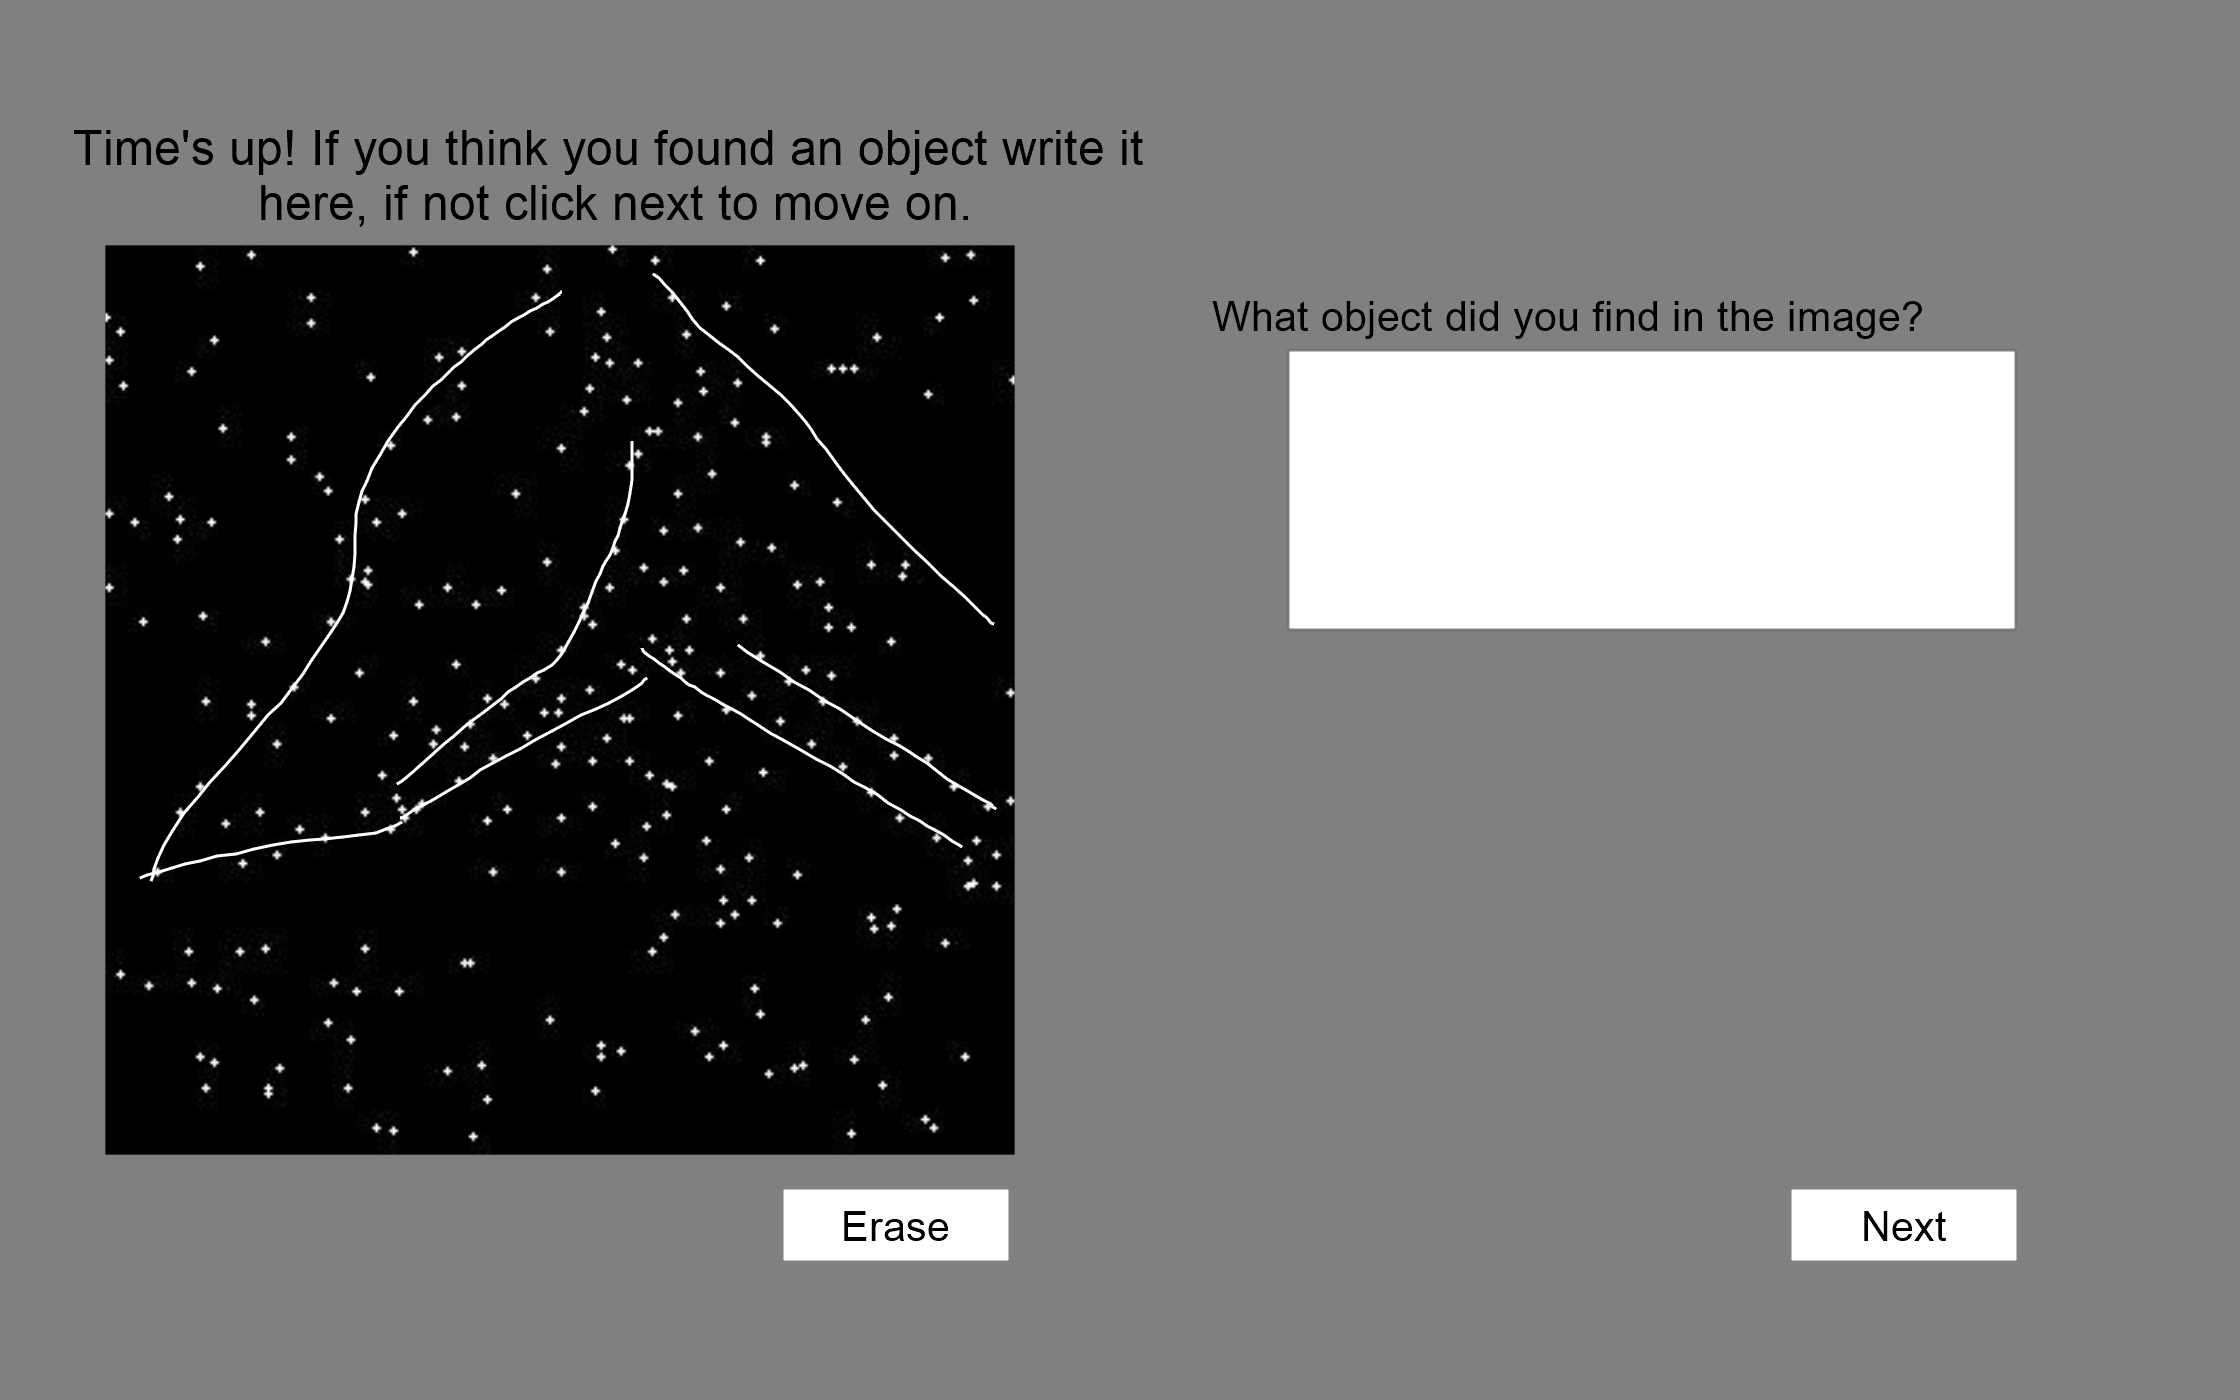 Time's up! If you think you found an object write it
here, if not click next to move on.
What object did you find in the image?
Erase
Next